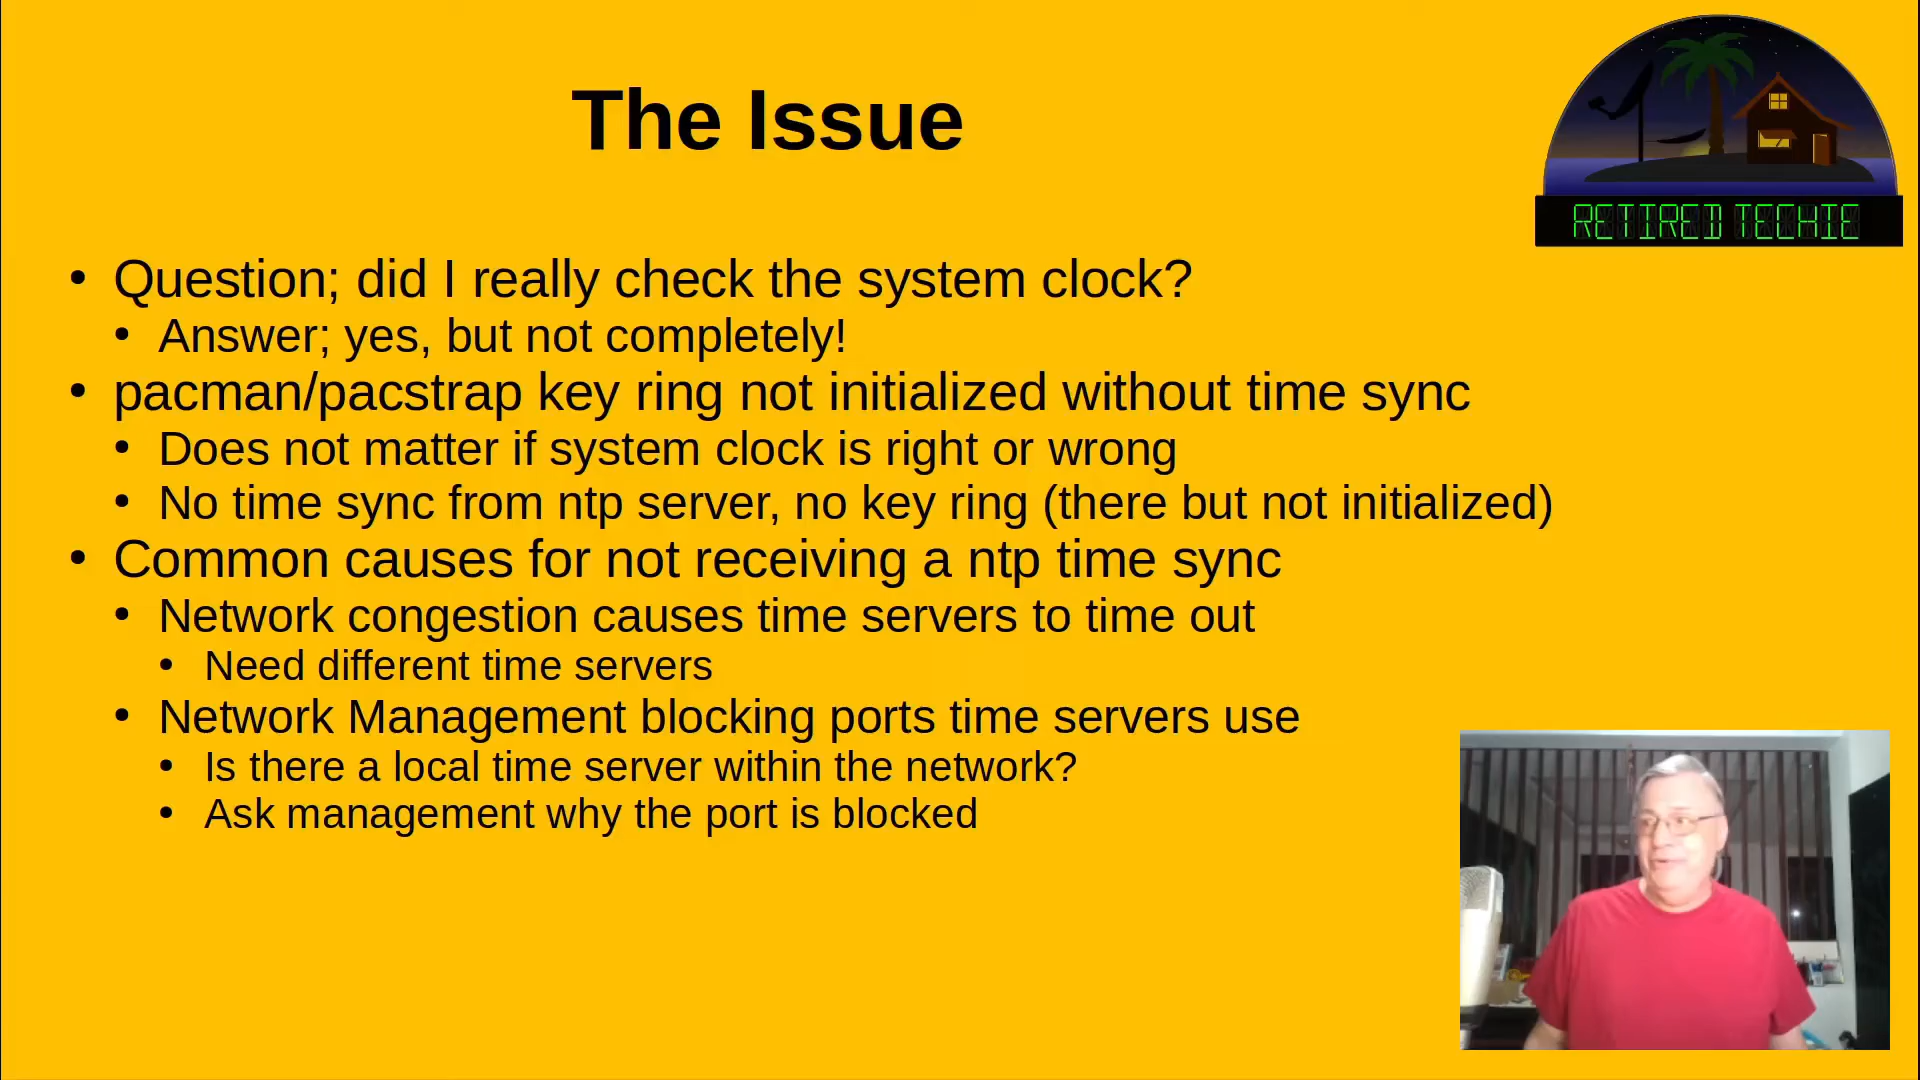 The Issue
RETIRED TECHIE
• Question; did I really check the system clock?
• Answer; yes, but not completely!
• pacman/pacstrap key ring not initialized without time sync
• Does not matter if system clock is right or wrong
• No time sync from ntp server, no key ring (there but not initialized)
• Common causes for not receiving a ntp time sync
• Network congestion causes time servers to time out
• Need different time servers
• Network Management blocking ports time servers use
• Is there a local time server within the network?
• Ask management why the port is blocked